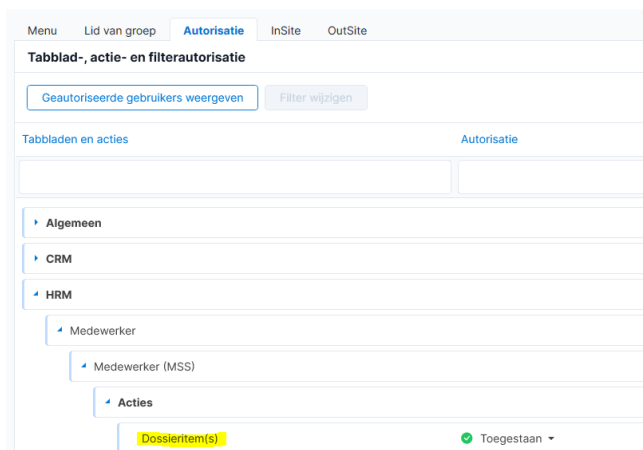 Menu Lid van groep Autorisatie InSite OutSite
Tabblad-, actie- en filterautorisatie
Geautoriseerde gebruikers weergeven Filter wijzigen
Tabbladen en acties Autorisatie
Algemeen
CRM
HRM
Medewerker
Medewerker (MSS)
Acties
Dossieritem(s) Toegestaan